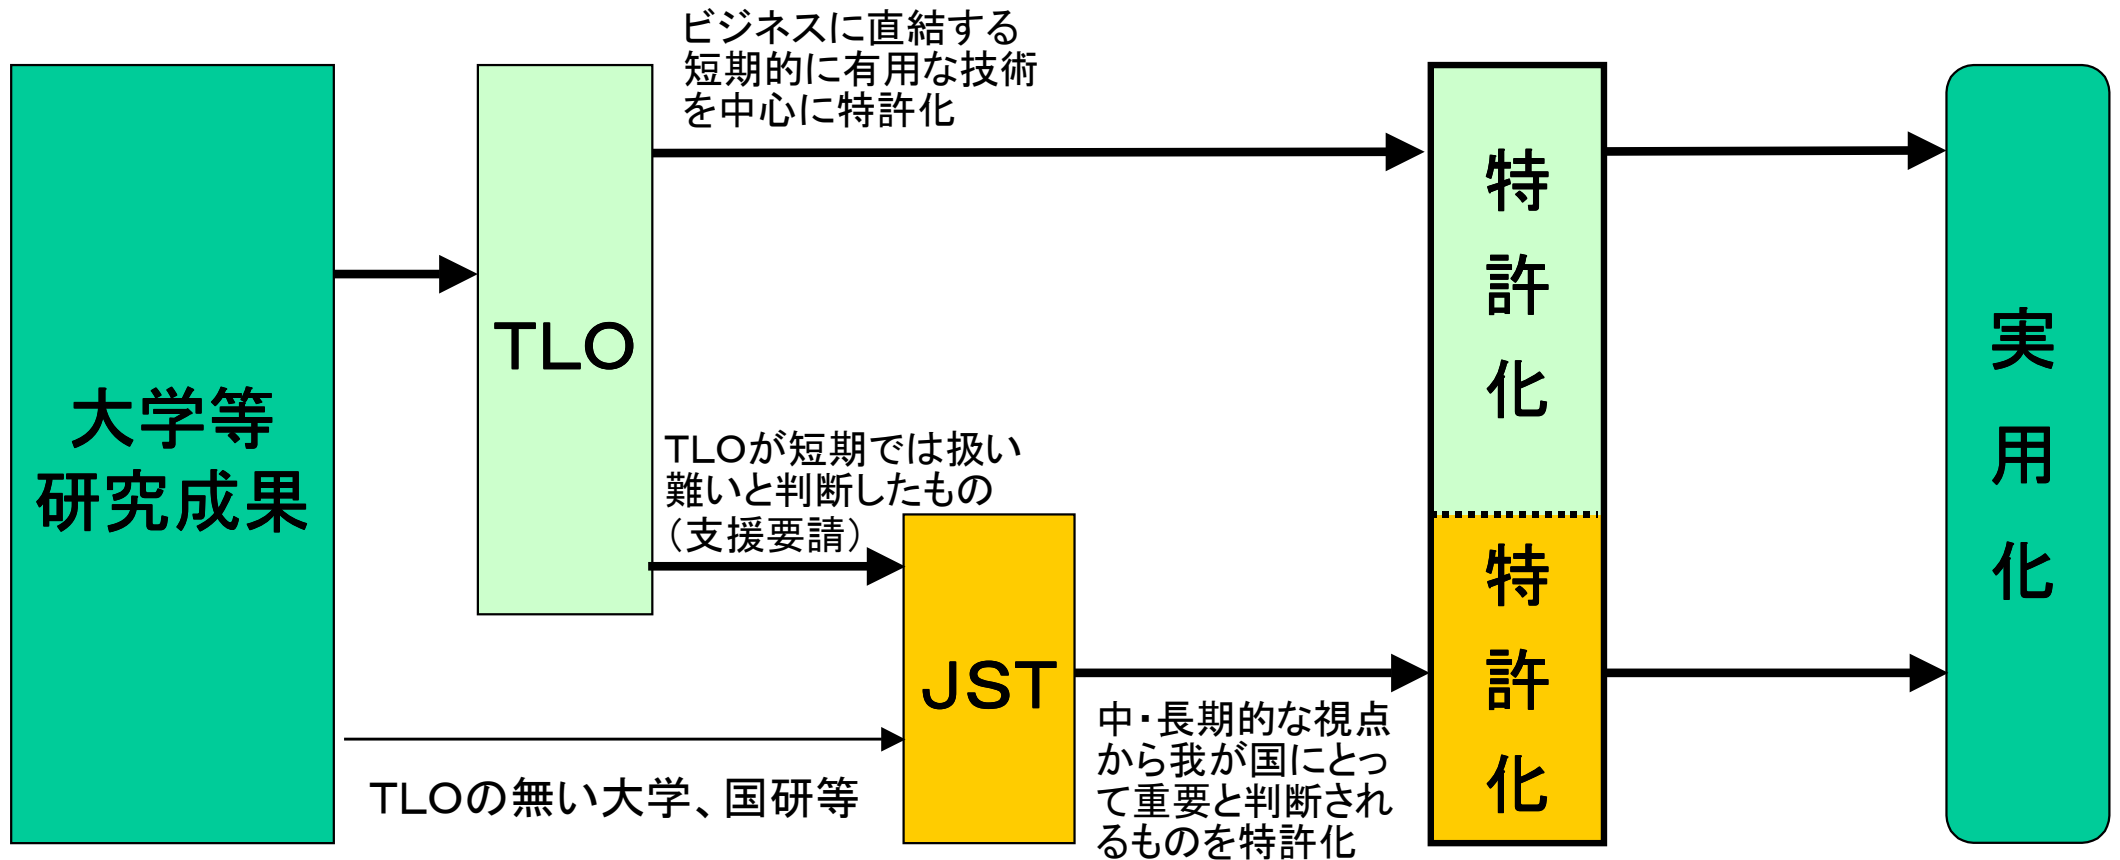 ビジネスに直結する
短期的に有用な技術
を中心に特許化
大学等
研究成果
TLO
TLOが短期では扱い
難いと判断したもの
(支援要請)
JST
TLOの無い大学、国研等
中・長期的な視点
から我が国にとっ
て重要と判断され
るものを特許化
特
許
化
特
許
化
実
用
化